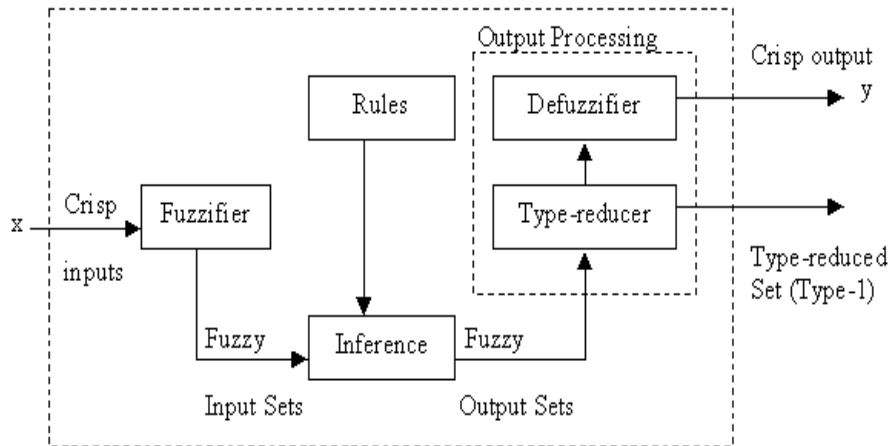 Output Processing
Crisp output
y
Rules
Defuzzifier
x
Crisp
inputs
Fuzzifier
Type-reducer
Type-reduced
Set (Type-1)
Fuzzy
Input Sets
Inference
Fuzzy
Output Sets